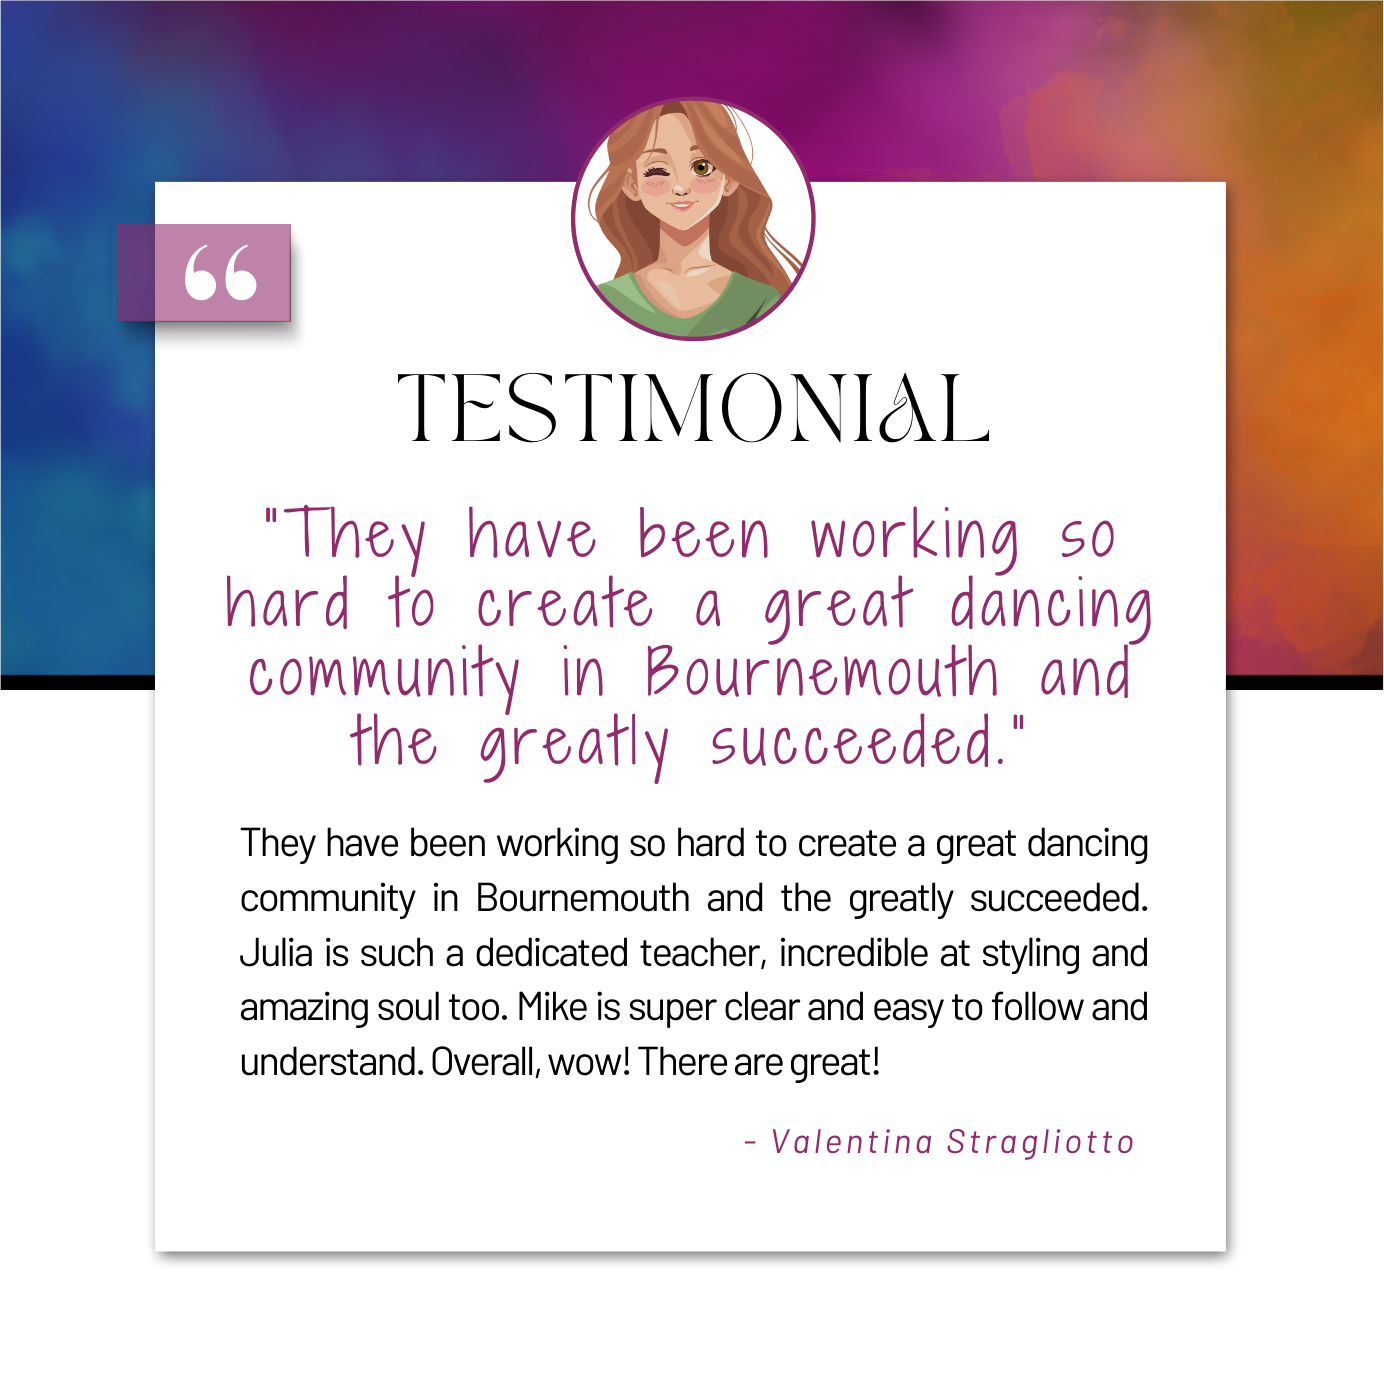 “
TESTIMONIAL
"They have been working so
hard to create a great dancing
community in Bournemouth and
the greatly succeeded."
They have been working so hard to create a great dancing
community in Bournemouth and the greatly succeeded.
Julia is such a dedicated teacher, incredible at styling and
amazing soul too. Mike is super clear and easy to follow and
understand. Overall, wow! There are great!
- Valentina Stragliotto